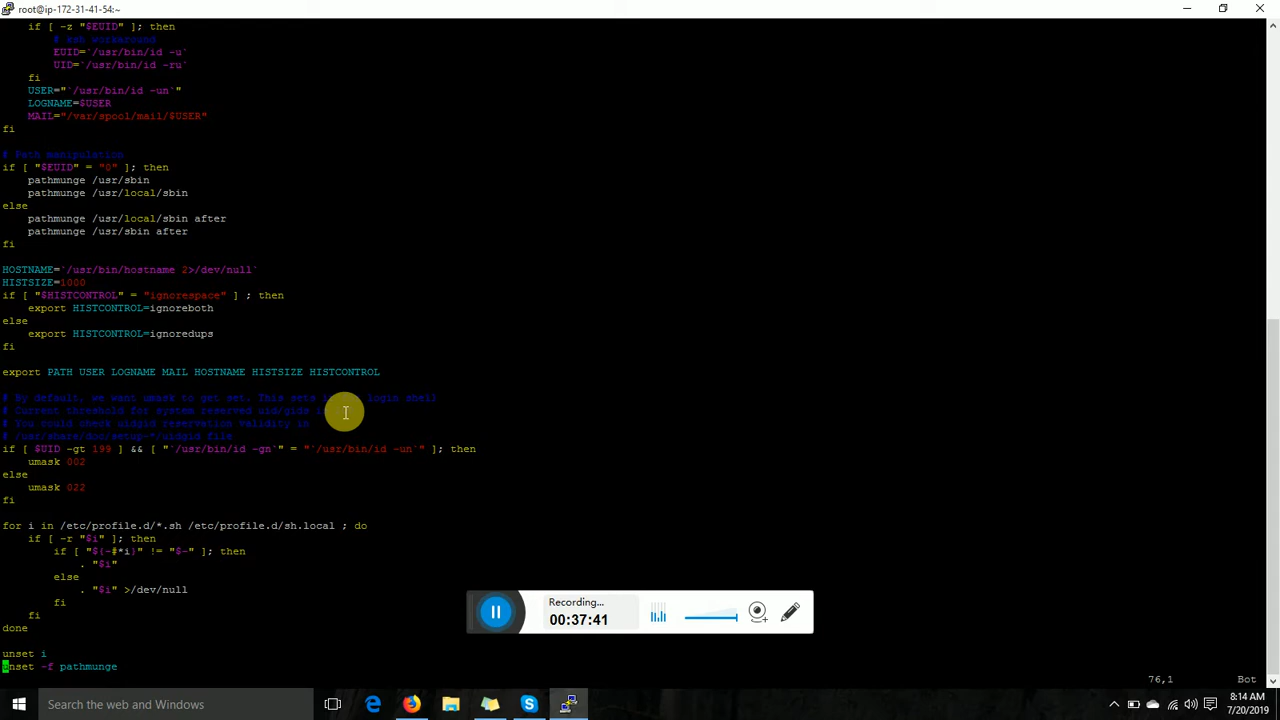 root@ip-172-31-41-54:~
if [ -z "$EUID" ]; then
# ksh workaround
EUID=`/usr/bin/id -u`
UID=`/usr/bin/id -ru`
fi
USER="`/usr/bin/id -un`"
LOGNAME=$USER
MAIL="/var/spool/mail/$USER"
fi
# Path manipulation
if [ "$EUID" = "0" ]; then
pathmunge /usr/sbin
pathmunge /usr/local/sbin
else
pathmunge /usr/local/sbin after
pathmunge /usr/sbin after
fi
HOSTNAME=`/usr/bin/hostname 2>/dev/null`
HISTSIZE=1000
if [ "$HISTCONTROL" = "ignorespace" ] ; then
export HISTCONTROL=ignoreboth
else
export HISTCONTROL=ignoredups
fi
export PATH USER LOGNAME MAIL HOSTNAME HISTSIZE HISTCONTROL
# By default, we want umask to get set. This sets login shell
# Current threshold for system reserved uid/gids
# You could check uidgid reservation validity in
# /usr/share/doc/setup-*/uidgid file
if [ $UID -gt 199 ] && [ "`/usr/bin/id -gn`" = "`/usr/bin/id -un`" ]; then
umask 002
else
umask 022
fi
for i in /etc/profile.d/*.sh /etc/profile.d/sh.local ; do
if [ -r "$i" ]; then
if [ "${-#*i}" != "$-" ]; then
. "$i"
else
. "$i" >/dev/null
fi
fi
done
unset i
unset -f pathmunge
76,1 Bot
Recording...
00:37:41
Search the web and Windows
8:14 AM
7/20/2019